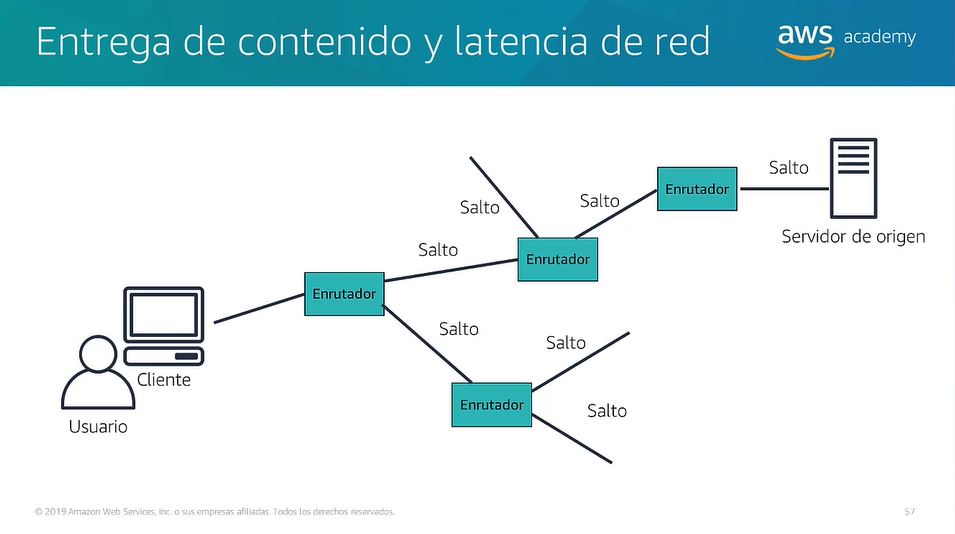 Entrega de contenido y latencia de red
aws academy
Salto
Enrutador
Salto
Salto
Servidor de origen
Salto
Enrutador
Enrutador
Salto
Salto
Cliente
Enrutador
Salto
Usuario
© 2019 Amazon Web Services, Inc. o sus empresas afiliadas. Todos los derechos reservados.
57